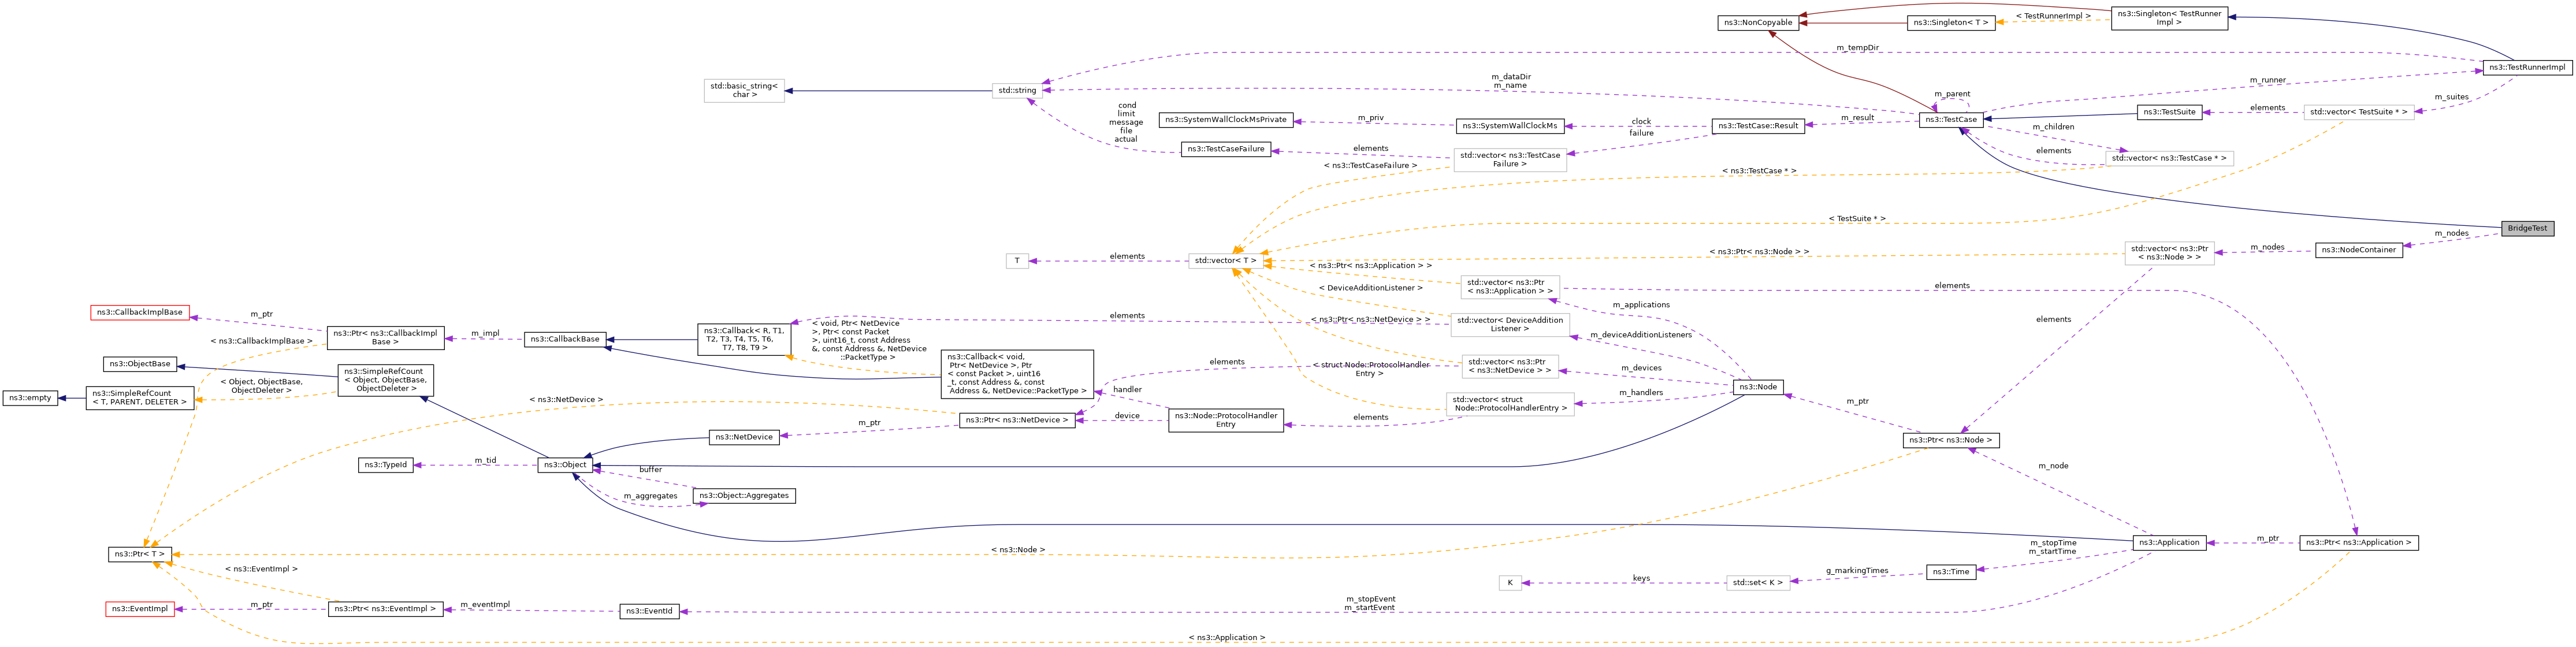 ns3::NonCopyable
ns3::Singleton< T >
< TestRunnerImpl >
ns3::Singleton< TestRunner
Impl >
m_tempDir
ns3::TestRunnerImpl
std::basic_string<
char >
std::string
m_dataDir
m_name
m_runner
m_parent
m_suites
cond
limit
message
file
actual
ns3::SystemWallClockMsPrivate
m_priv
ns3::SystemWallClockMs
clock
failure
ns3::TestCase::Result
m_result
ns3::TestCase
ns3::TestSuite
elements
std::vector< TestSuite * >
m_children
ns3::TestCaseFailure
elements
std::vector< ns3::TestCase
Failure >
elements
std::vector< ns3::TestCase * >
< ns3::TestCaseFailure >
< ns3::TestCase * >
< TestSuite * >
BridgeTest
m_nodes
ns3::NodeContainer
m_nodes
std::vector< ns3::Ptr
< ns3::Node > >
< ns3::Ptr< ns3::Node > >
T
elements
std::vector< T >
< ns3::Ptr< ns3::Application > >
std::vector< ns3::Ptr
< ns3::Application > >
elements
< DeviceAdditionListener >
m_applications
ns3::CallbackImplBase
m_ptr
ns3::Ptr< ns3::CallbackImpl
Base >
m_impl
ns3::CallbackBase
ns3::Callback< R, T1,
T2, T3, T4, T5, T6,
T7, T8, T9 >
< void, Ptr< NetDevice
>, Ptr< const Packet
>, uint16_t, const Address
&, const Address &, NetDevice
::PacketType >
elements
< ns3::Ptr< ns3::NetDevice > >
std::vector< DeviceAddition
Listener >
m_deviceAdditionListeners
elements
< ns3::CallbackImplBase >
ns3::ObjectBase
ns3::SimpleRefCount
< Object, ObjectBase,
ObjectDeleter >
ns3::Callback< void,
Ptr< NetDevice >, Ptr
< const Packet >, uint16
_t, const Address &, const
Address &, NetDevice::PacketType >
elements
< struct Node::ProtocolHandler
Entry >
std::vector< ns3::Ptr
< ns3::NetDevice > >
m_devices
ns3::Node
ns3::empty
ns3::SimpleRefCount
< T, PARENT, DELETER >
< Object, ObjectBase,
ObjectDeleter >
handler
m_handlers
std::vector< struct
Node::ProtocolHandlerEntry >
m_ptr
< ns3::NetDevice >
ns3::Ptr< ns3::NetDevice >
device
ns3::Node::ProtocolHandler
Entry
elements
m_ptr
ns3::NetDevice
ns3::Ptr< ns3::Node >
ns3::TypeId
m_tid
ns3::Object
buffer
m_node
m_aggregates
ns3::Object::Aggregates
ns3::Ptr< T >
< ns3::Node >
m_stopTime
m_startTime
ns3::Application
m_ptr
ns3::Ptr< ns3::Application >
< ns3::EventImpl >
K
keys
std::set< K >
g_markingTimes
ns3::Time
ns3::EventImpl
m_ptr
ns3::Ptr< ns3::EventImpl >
m_eventImpl
ns3::EventId
m_stopEvent
m_startEvent
< ns3::Application >